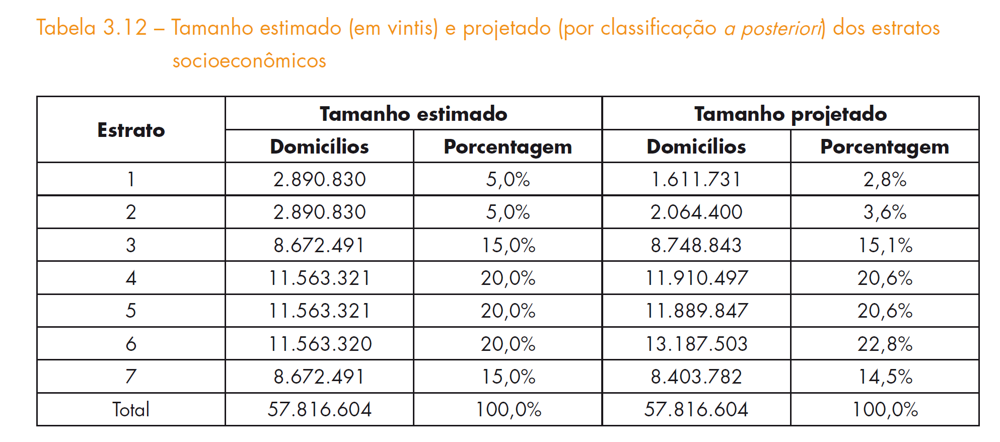 Tabela 3.12 – Tamanho estimado (em vintis) e projetado (por classificação a posteriori) dos estratos
socioeconômicos
Estrato Tamanho estimado Tamanho projetado
Domicílios Porcentagem Domicílios Porcentagem
1 2.890.830 5,0% 1.611.731 2,8%
2 2.890.830 5,0% 2.064.400 3,6%
3 8.672.491 15,0% 8.748.843 15,1%
4 11.563.321 20,0% 11.910.497 20,6%
5 11.563.321 20,0% 11.889.847 20,6%
6 11.563.320 20,0% 13.187.503 22,8%
7 8.672.491 15,0% 8.403.782 14,5%
Total 57.816.604 100,0% 57.816.604 100,0%